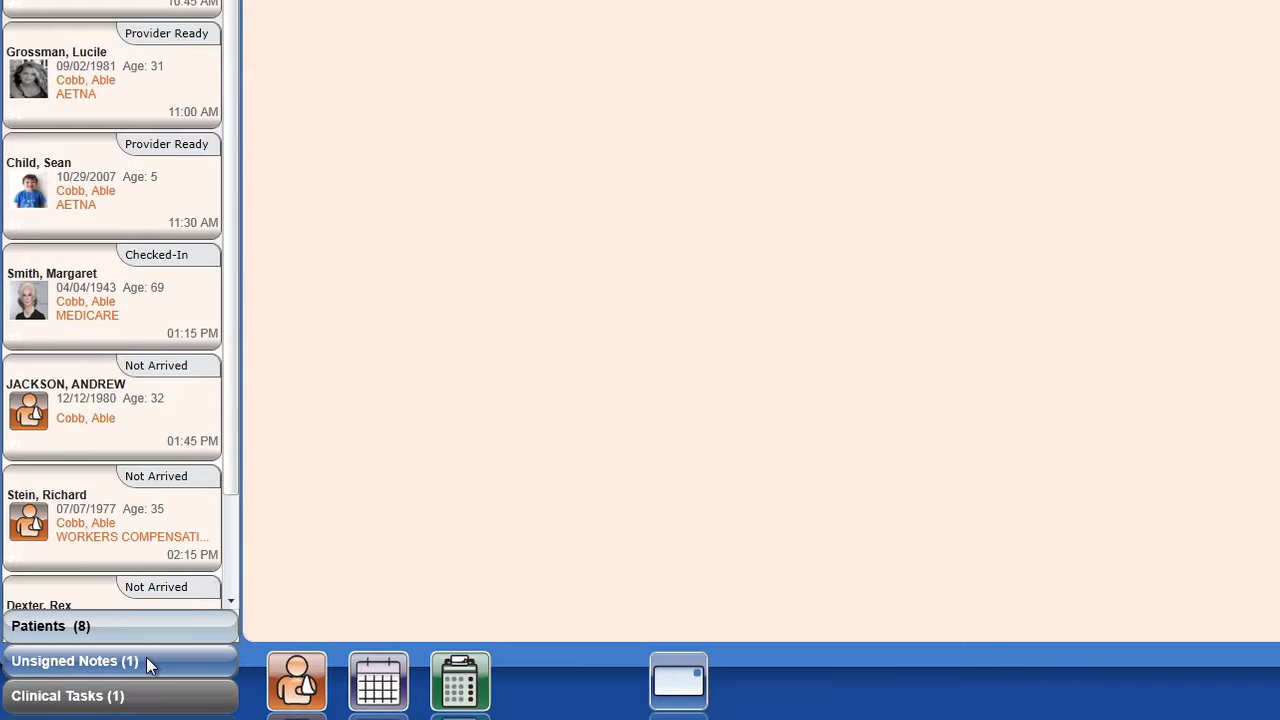 10:45 AM
Provider Ready
Grossman, Lucile
09/02/1981 Age: 31
Cobb, Able
AETNA
11:00 AM
Provider Ready
Child, Sean
10/29/2007 Age: 5
Cobb, Able
AETNA
11:30 AM
Checked-In
Smith, Margaret
04/04/1943 Age: 69
Cobb, Able
MEDICARE
01:15 PM
Not Arrived
JACKSON, ANDREW
12/12/1980 Age: 32
Cobb, Able
01:45 PM
Not Arrived
Stein, Richard
07/07/1977 Age: 35
Cobb, Able
WORKERS COMPENSATI...
02:15 PM
Not Arrived
Dexter, Rex
Patients (8)
Unsigned Notes (1)
Clinical Tasks (1)